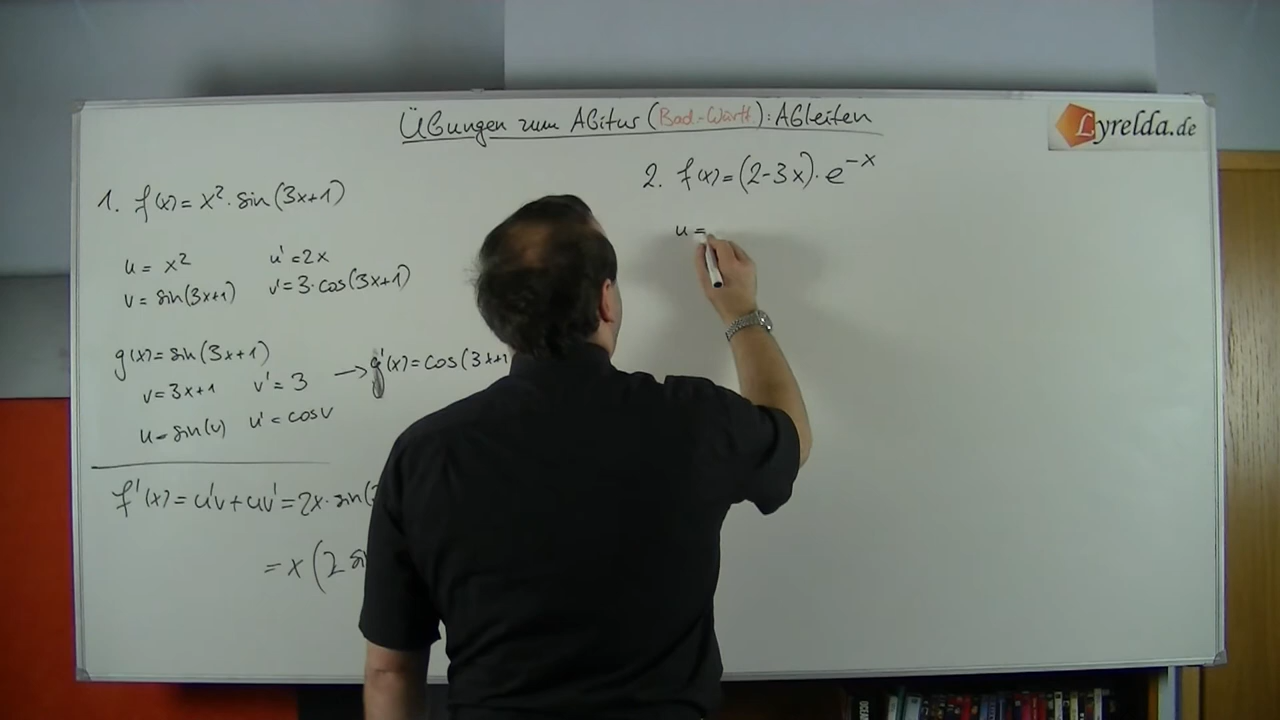 Übungen zum Abitur (Bad-Württ.): Ableiten
Lyrelda.de
1. f(x)=x²·sin(3x+1)
u = x² u'=2x
v= sin(3x+1) v'=3·cos(3x+1)
g(x)=sin(3x+1) → g'(x)=cos(3x+1
v=3x+1 v'=3
u=sin(v) u'=cosv
f'(x)=u'v+uv'=2x·sin(
=x(2 si
2. f(x)=(2-3x)·e^-x
u=